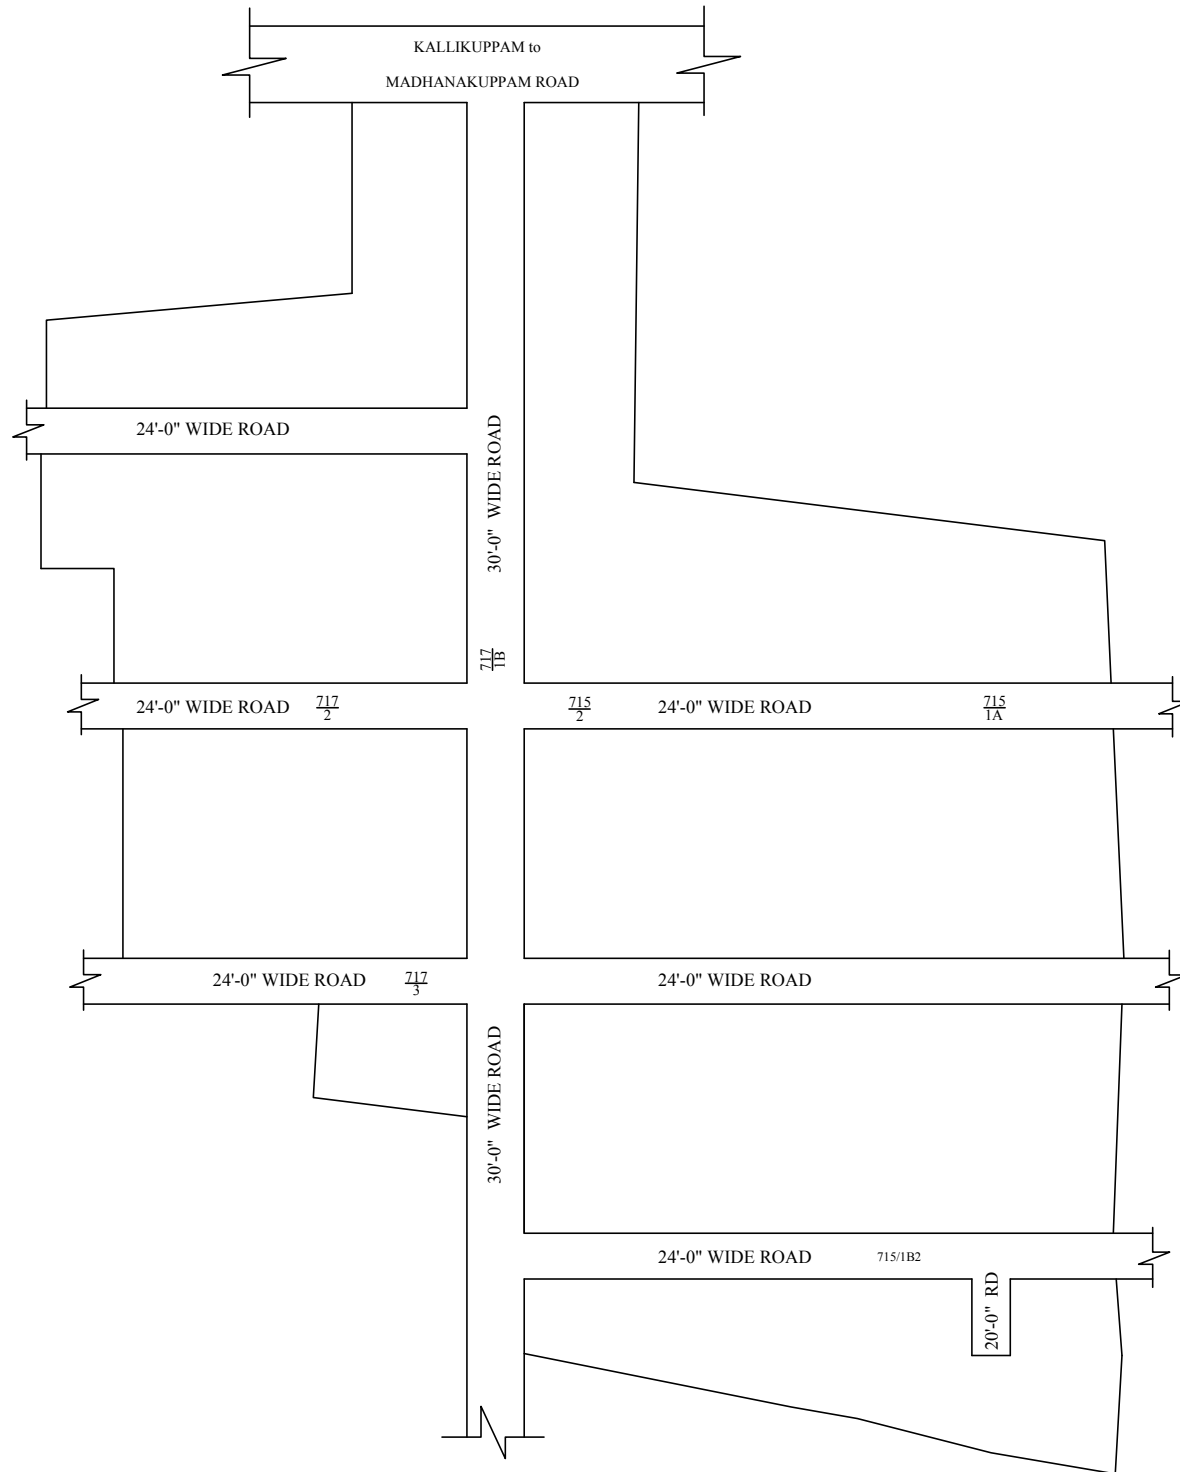 KALLIKUPPAM to
MADHANAKUPPAM ROAD
24'-0" WIDE ROAD
30'-0" WIDE ROAD
717
1B
24'-0" WIDE ROAD
717
2
715
2
24'-0" WIDE ROAD
715
1A
24'-0" WIDE ROAD
717
3
24'-0" WIDE ROAD
30'-0" WIDE ROAD
24'-0" WIDE ROAD
715/1B2
20'-0" RD